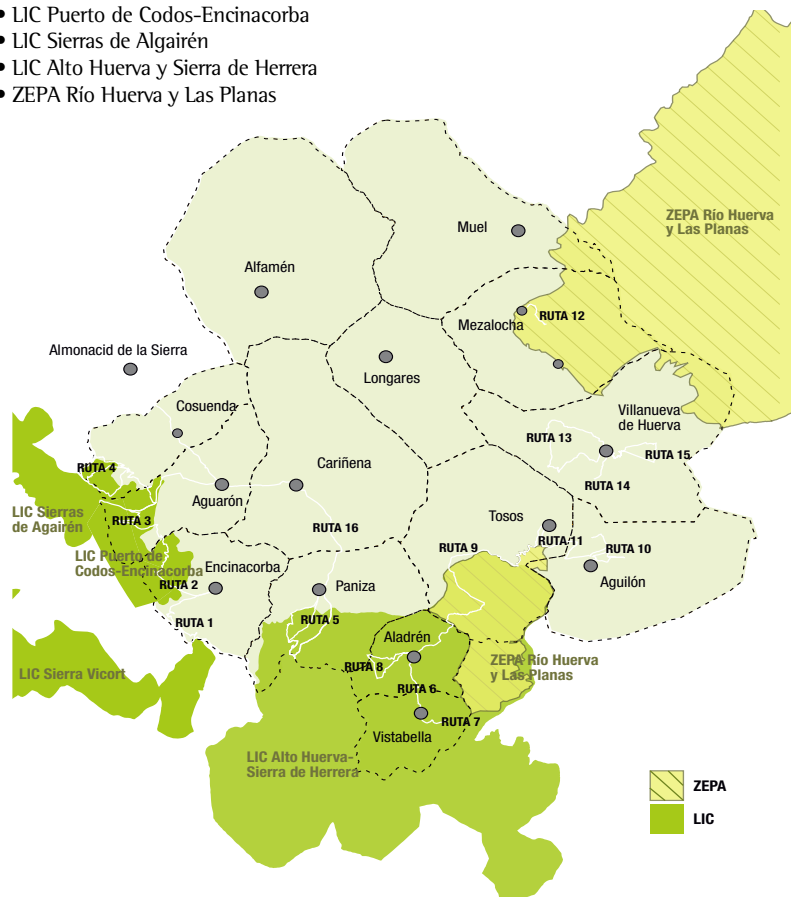 • LIC Puerto de Codos-Encinacorba
• LIC Sierras de Algairén
• LIC Alto Huerva y Sierra de Herrera
• ZEPA Río Huerva y Las Planas
ZEPA Río Huerva
y Las Planas
Muel
Alfamén
RUTA 12
Mezalocha
Almonacid de la Sierra
Longares
Cosuenda
Villanueva
de Huerva
RUTA 13
RUTA 15
RUTA 4
Cariñena
Aguarón
RUTA 14
LIC Sierras
de Agairén
RUTA 3
RUTA 16
Tosos
RUTA 11
RUTA 9
RUTA 10
LIC Puerto de
Codos-Encinacorba
Encinacorba
Aguilón
RUTA 2
Paniza
RUTA 1
RUTA 5
Aladrén
ZEPA Río Huerva
y Las Planas
RUTA 8
LIC Sierra Vicort
RUTA 6
RUTA 7
Vistabella
LIC Alto Huerva-
Sierra de Herrera
ZEPA
LIC